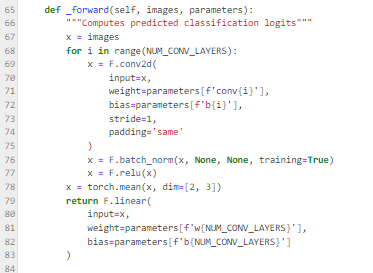 65 def _forward(self, images, parameters):
66 """Computes predicted classification logits"""
67 x = images
68 for i in range(NUM_CONV_LAYERS):
69 x = F.conv2d(
70 input=x,
71 weight=parameters[f'conv{i}'],
72 bias=parameters[f'b{i}'],
73 stride=1,
74 padding='same'
75 )
76 x = F.batch_norm(x, None, None, training=True)
77 x = F.relu(x)
78 x = torch.mean(x, dim=[2, 3])
79 return F.linear(
80 input=x,
81 weight=parameters[f'w{NUM_CONV_LAYERS}'],
82 bias=parameters[f'b{NUM_CONV_LAYERS}']
83 )
84